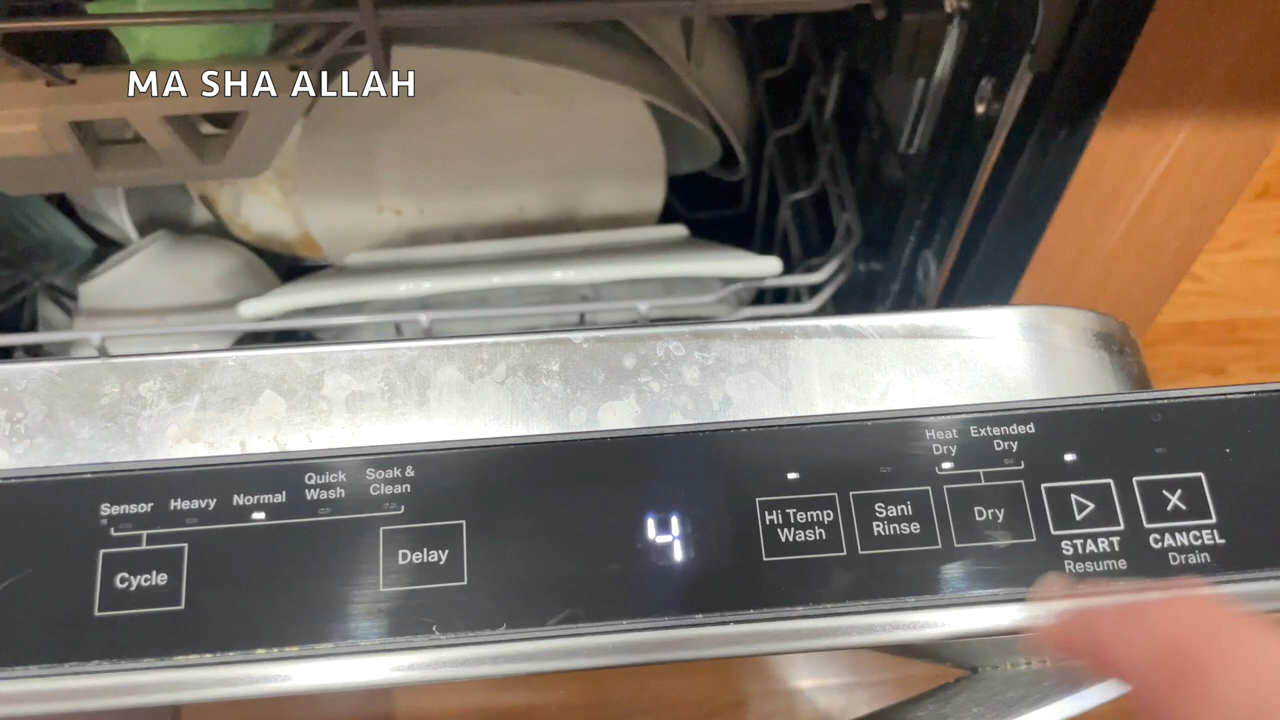 MA SHA ALLAH
Heat Dry
Extended Dry
Sensor
Heavy
Normal
Quick Wash
Soak & Clean
Cycle
Delay
4
Hi Temp Wash
Sani Rinse
Dry
START
Resume
CANCEL
Drain